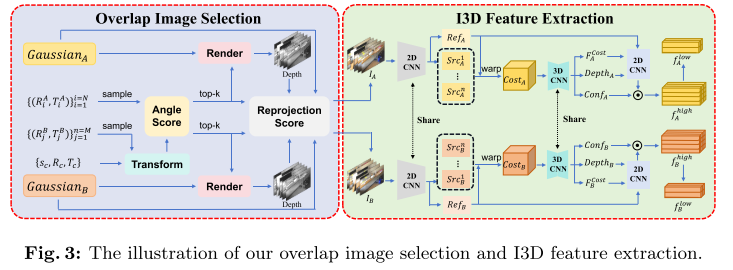 Overlap Image Selection
I3D Feature Extraction
Gaussian_A
Render
Depth
{(R_i^A, T_i^A)}_{i=1}^{i=N}
sample
Angle Score
top-k
{(R_j^B, T_j^B)}_{j=1}^{n=M}
sample
top-k
Reprojection Score
{s_c, R_c, T_c}
Transform
Gaussian_B
Render
Depth
I_A
2D CNN
Ref_A
Src_A^1
⋮
Src_A^n
warp
Cost_A
3D CNN
F_A^Cost
Depth_A
Conf_A
2D CNN
f_A^low
f_A^high
Share
Share
I_B
2D CNN
Src_B^n
⋮
Src_B^1
Ref_B
warp
Cost_B
3D CNN
Conf_B
Depth_B
F_B^Cost
2D CNN
f_B^high
f_B^low
Fig. 3: The illustration of our overlap image selection and I3D feature extraction.